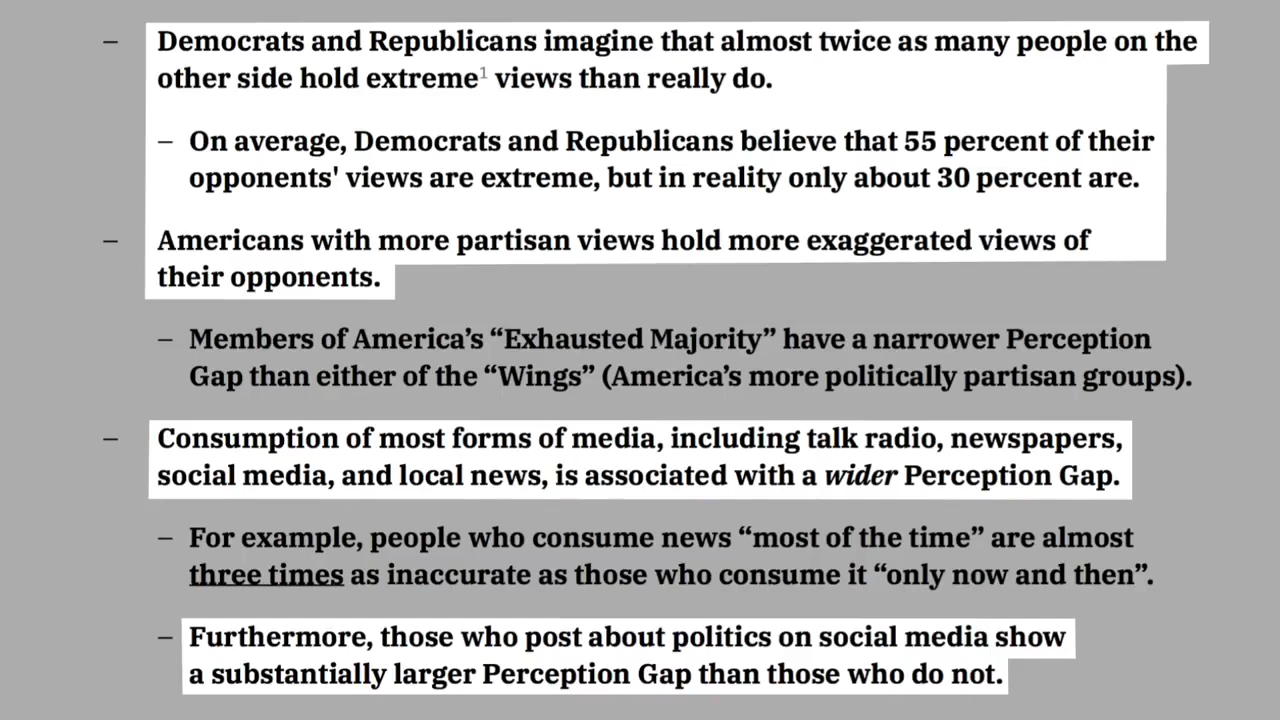 – Democrats and Republicans imagine that almost twice as many people on the
other side hold extreme¹ views than really do.
– On average, Democrats and Republicans believe that 55 percent of their
opponents' views are extreme, but in reality only about 30 percent are.
– Americans with more partisan views hold more exaggerated views of
their opponents.
– Members of America’s “Exhausted Majority” have a narrower Perception
Gap than either of the “Wings” (America’s more politically partisan groups).
– Consumption of most forms of media, including talk radio, newspapers,
social media, and local news, is associated with a wider Perception Gap.
– For example, people who consume news “most of the time” are almost
three times as inaccurate as those who consume it “only now and then”.
– Furthermore, those who post about politics on social media show
a substantially larger Perception Gap than those who do not.